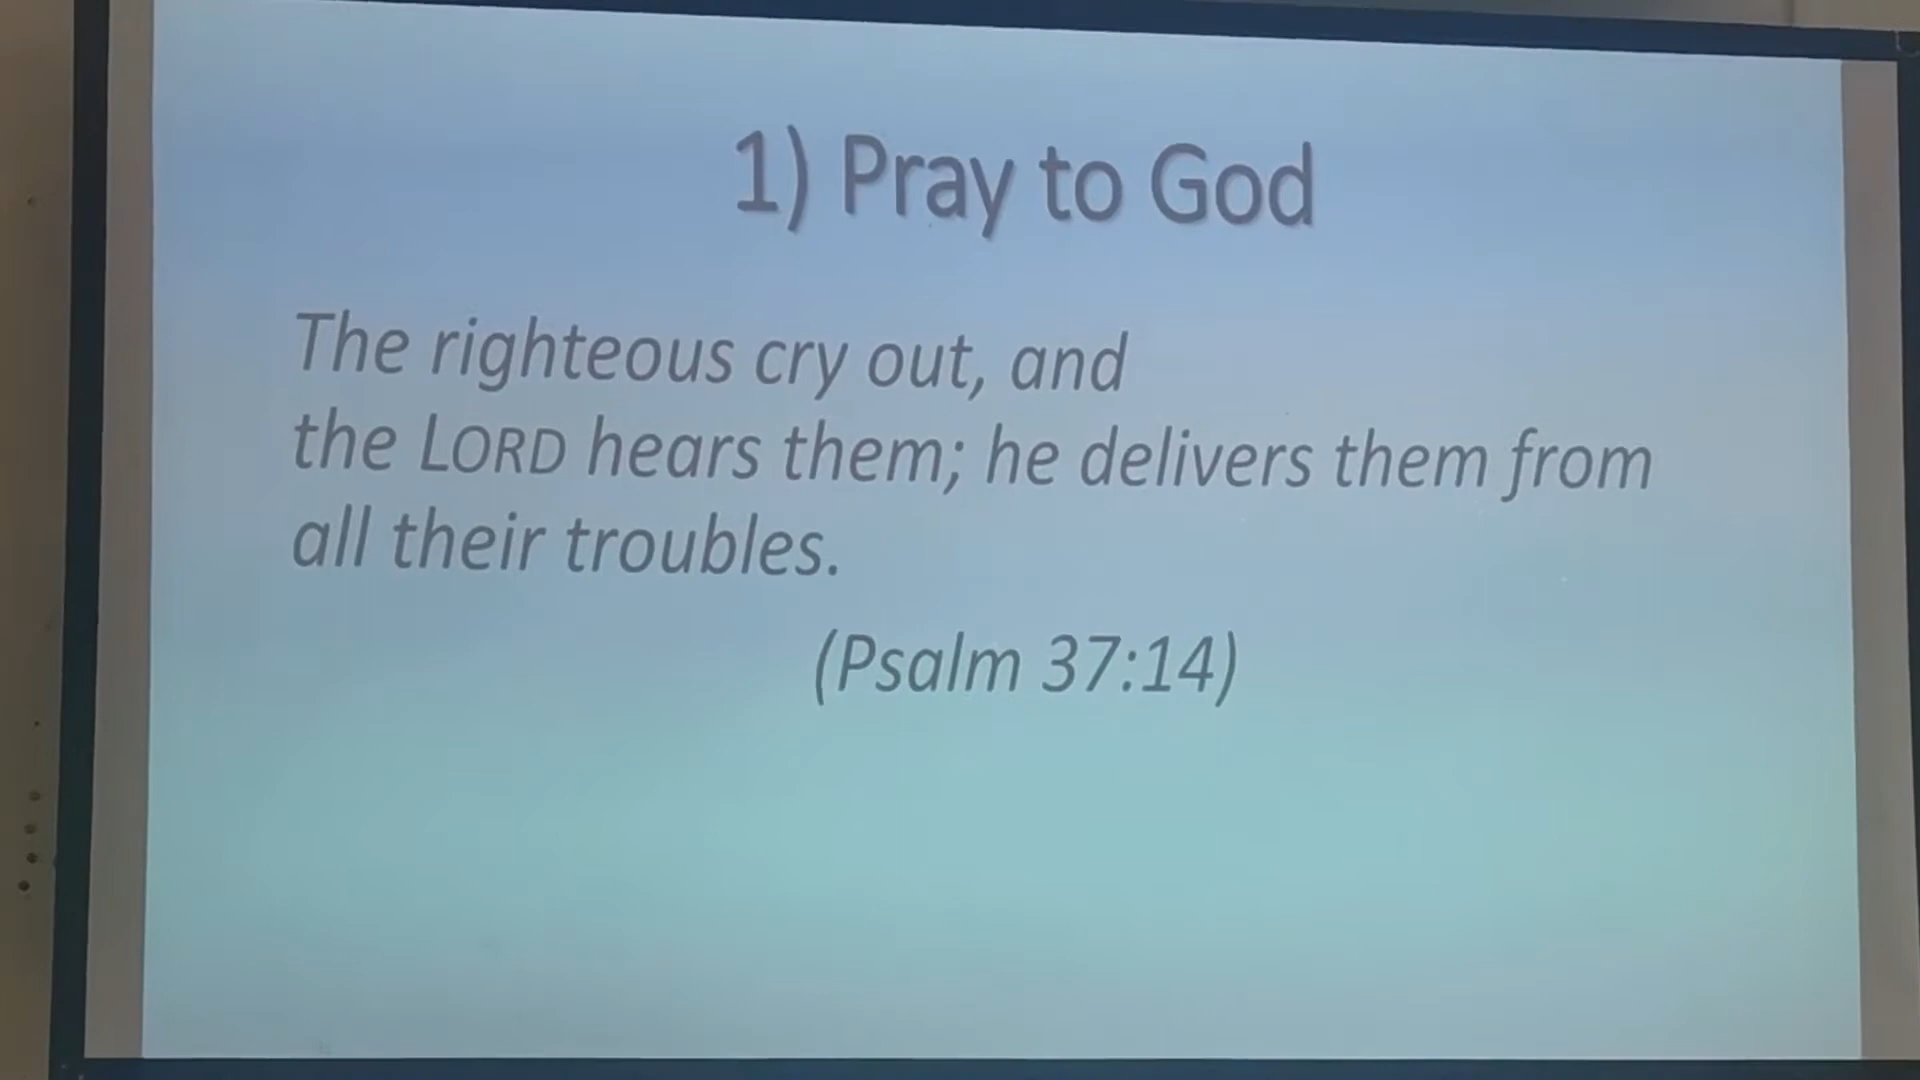 1) Pray to God
The righteous cry out, and
the LORD hears them; he delivers them from
all their troubles.
(Psalm 37:14)